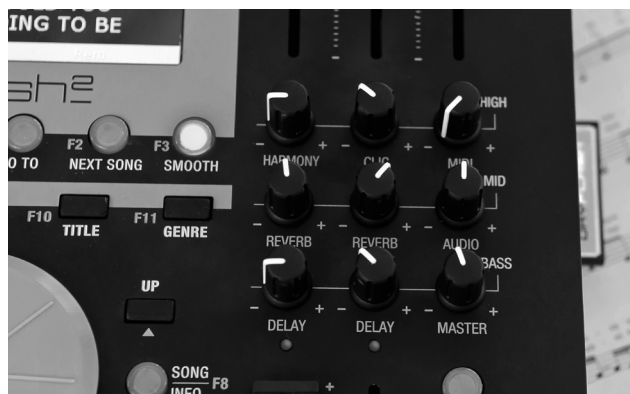 ING TO BE
sh2
HIGH
O TO
F2
NEXT SONG
F3
SMOOTH
- + - + - +
HARMONY
MIDI
MID
F10
TITLE
F11
GENRE
- + - + - +
REVERB
REVERB
AUDIO
BASS
UP
- + - + - +
DELAY
DELAY
MASTER
SONG
INFO
F8
+